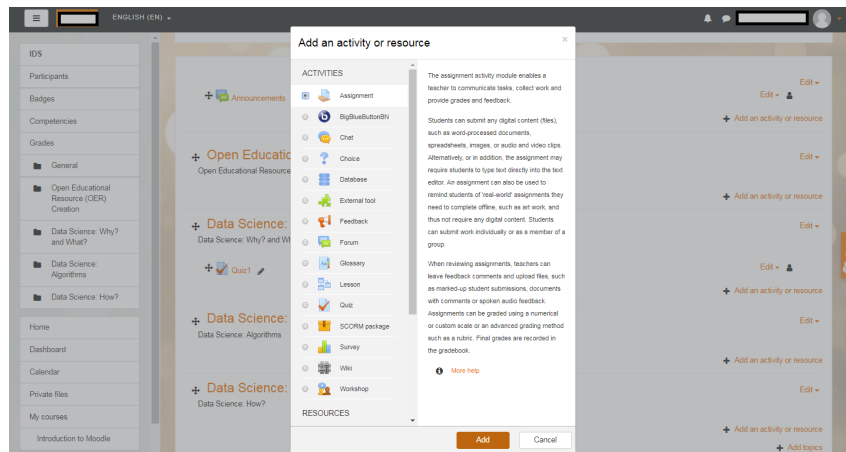 ENGLISH (EN)
IDS
Participants
Badges
Competencies
Grades
General
Open Educational
Resource (OER)
Creation
Data Science: Why?
and What?
Data Science:
Algorithms
Data Science: How?
Home
Dashboard
Calendar
Private files
My courses
Introduction to Moodle
Announcements
Edit
Edit
Add an activity or resource
Open Educatio
Open Educational Resource
Edit
Add an activity or resource
Data Science:
Data Science: Why? and Wh
Edit
Quiz1
Edit
Add an activity or resource
Data Science:
Data Science: Algorithms
Edit
Add an activity or resource
Data Science:
Data Science: How?
Edit
Add an activity or resource
Add topics
Add an activity or resource
×
ACTIVITIES
Assignment
BigBlueButtonBN
Chat
Choice
Database
External tool
Feedback
Forum
Glossary
Lesson
Quiz
SCORM package
Survey
Wiki
Workshop
RESOURCES
The assignment activity module enables a
teacher to communicate tasks, collect work and
provide grades and feedback.
Students can submit any digital content (files),
such as word-processed documents,
spreadsheets, images, or audio and video clips.
Alternatively, or in addition, the assignment may
require students to type text directly into the text
editor. An assignment can also be used to
remind students of 'real-world' assignments they
need to complete offline, such as art work, and
thus not require any digital content. Students
can submit work individually or as a member of a
group.
When reviewing assignments, teachers can
leave feedback comments and upload files, such
as marked-up student submissions, documents
with comments or spoken audio feedback.
Assignments can be graded using a numerical
or custom scale or an advanced grading method
such as a rubric. Final grades are recorded in
the gradebook.
More help
Add
Cancel